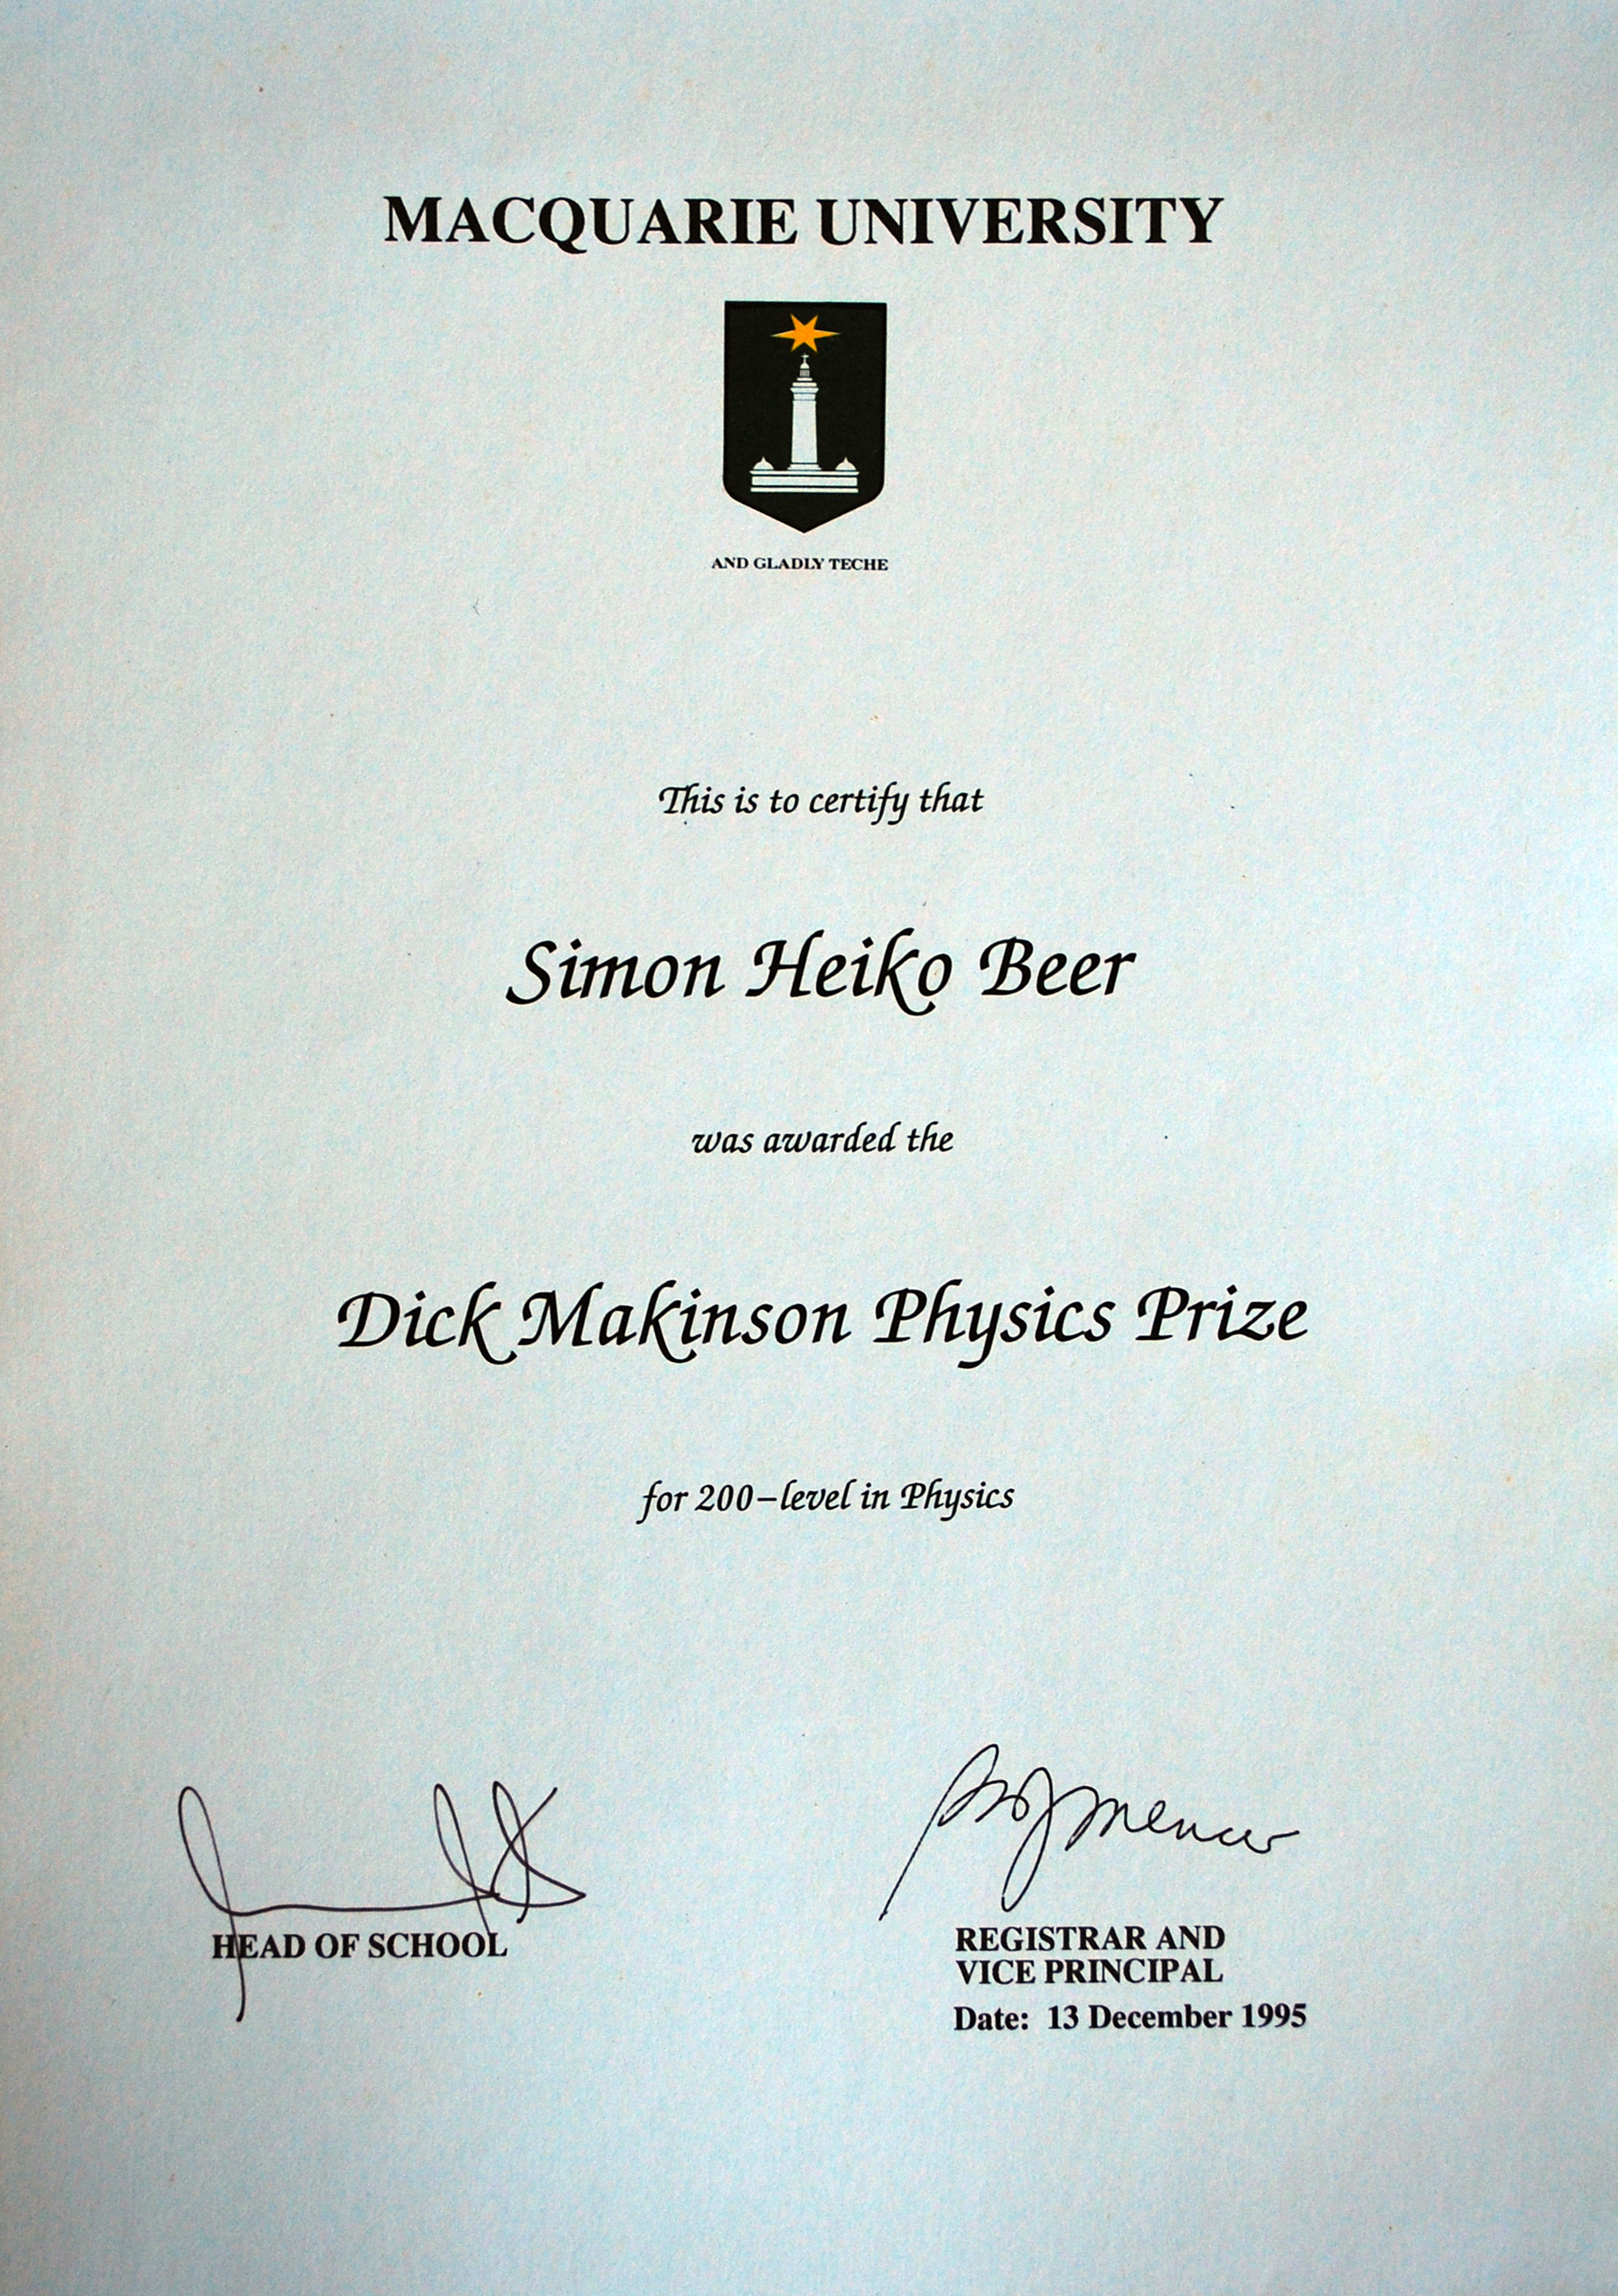 MACQUARIE UNIVERSITY
AND GLADLY TECHE
This is to certify that
Simon Heiko Beer
was awarded the
Dick Makinson Physics Prize
for 200–level in Physics
HEAD OF SCHOOL
REGISTRAR AND
VICE PRINCIPAL
Date: 13 December 1995